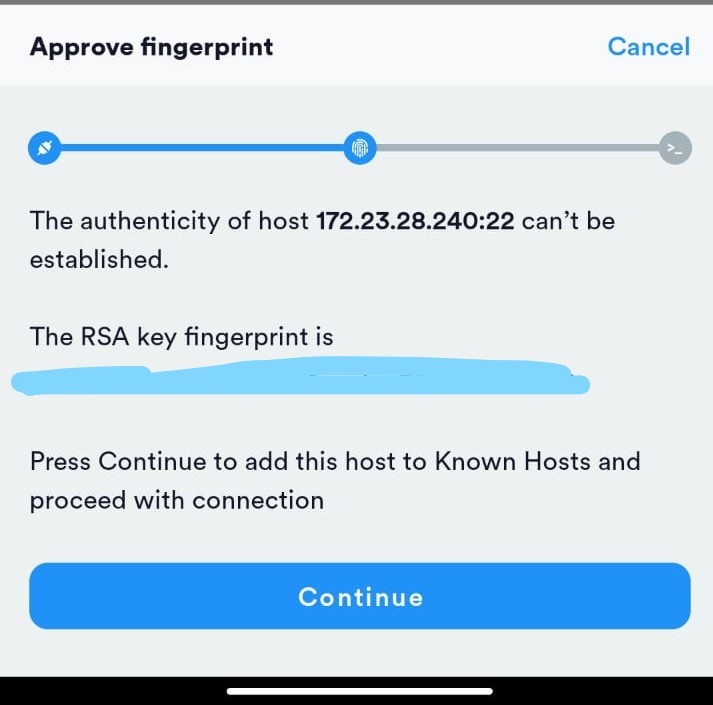 Approve fingerprint
Cancel
>_
The authenticity of host 172.23.28.240:22 can’t be
established.
The RSA key fingerprint is
Press Continue to add this host to Known Hosts and
proceed with connection
Continue